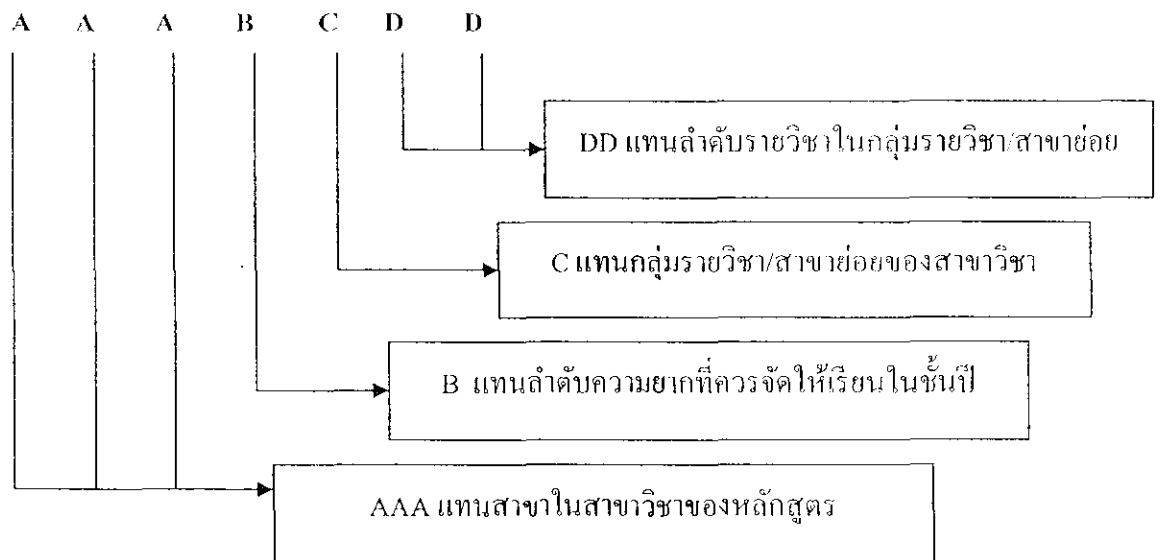 A A A B C D D
DD แทนลำดับรายวิชาในกลุ่มรายวิชา/สาขาย่อย
C แทนกลุ่มรายวิชา/สาขาย่อยของสาขาวิชา
B แทนลำดับความยากที่ควรจัดให้เรียนในชั้นปี
AAA แทนสาขาในสาขาวิชาของหลักสูตร